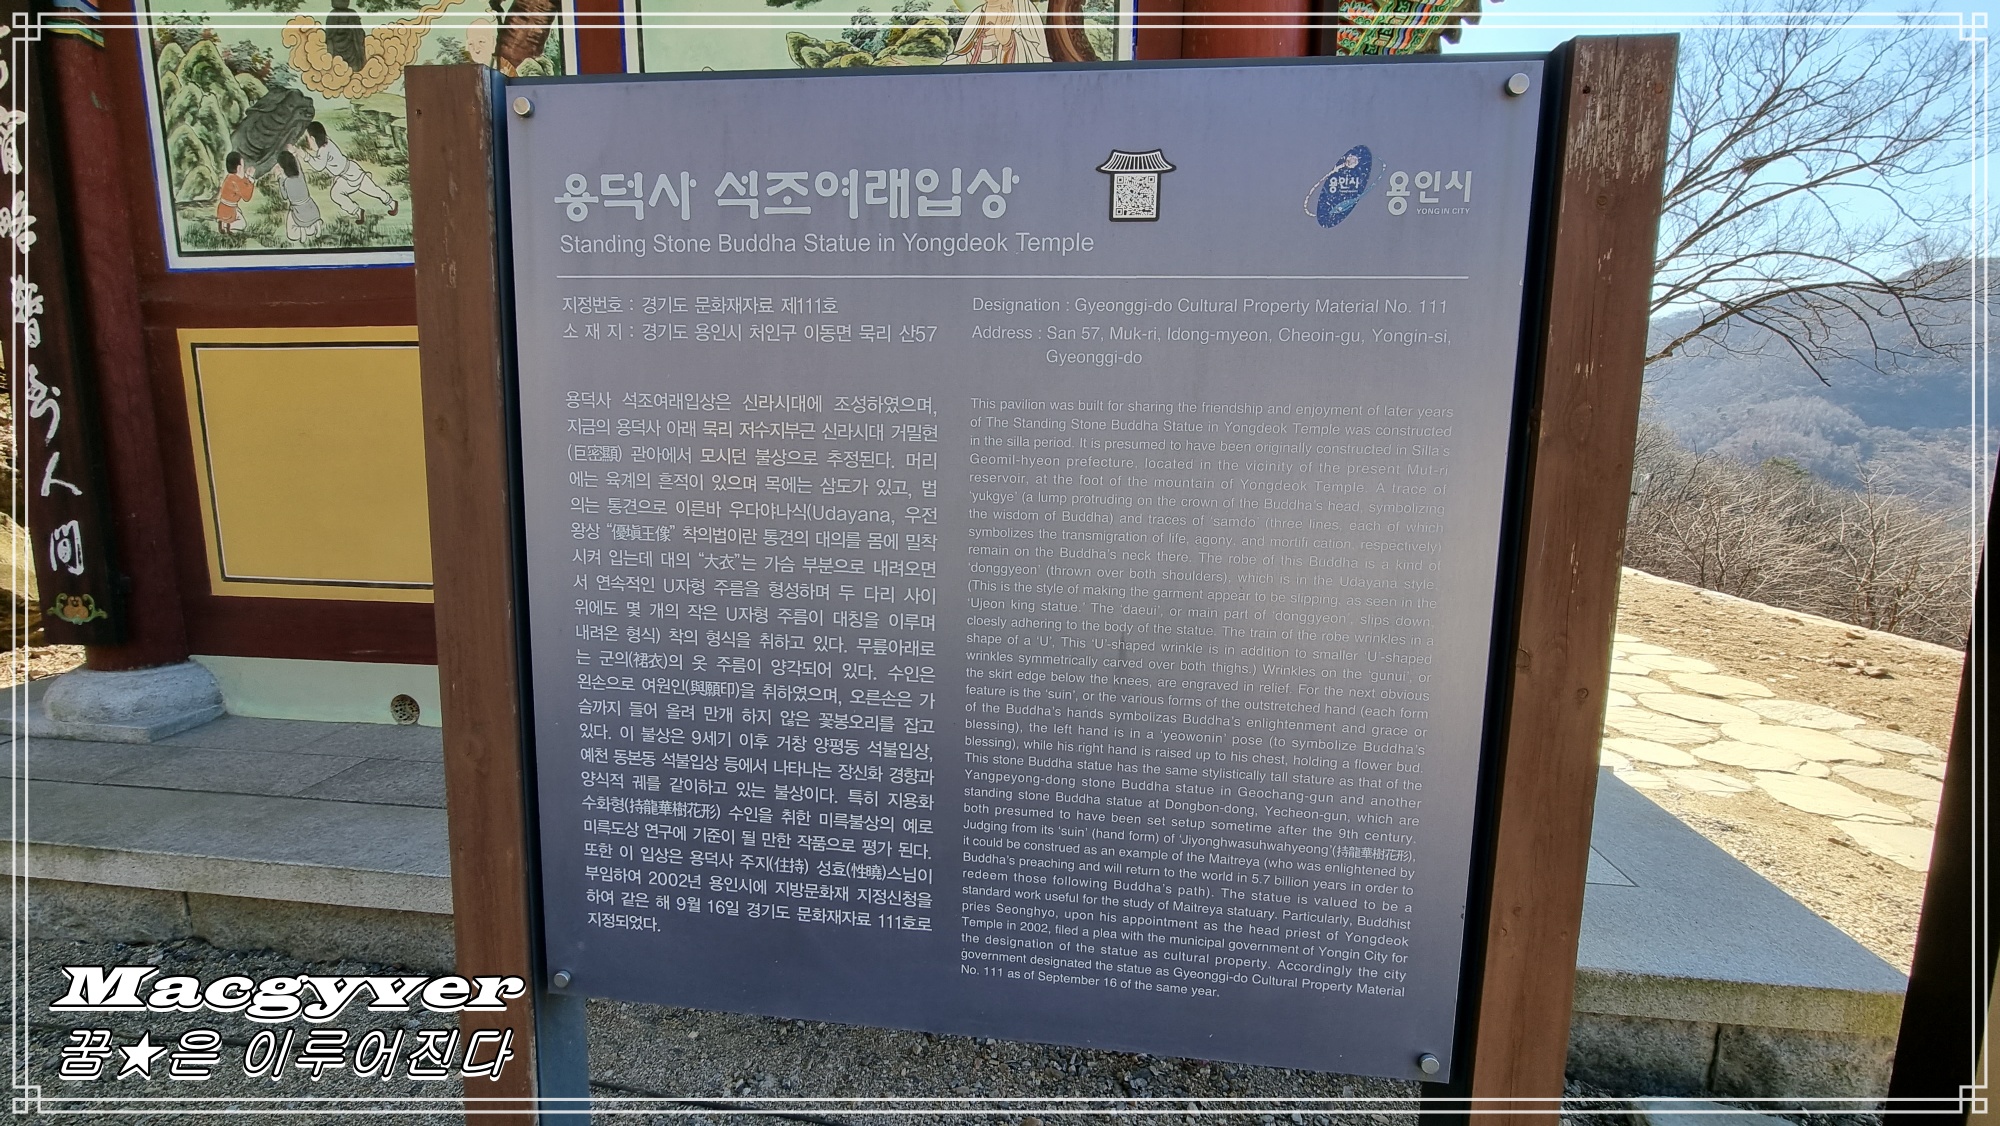 용덕사 석조여래입상
Standing Stone Buddha Statue in Yongdeok Temple
용인시
용인시
YONG IN CITY
지정번호 : 경기도 문화재자료 제111호
소 재 지 : 경기도 용인시 처인구 이동면 묵리 산57
Designation : Gyeonggi-do Cultural Property Material No. 111
Address : San 57, Muk-ri, Idong-myeon, Cheoin-gu, Yongin-si,
Gyeonggi-do
용덕사 석조여래입상은 신라시대에 조성하였으며,
지금의 용덕사 아래 묵리 저수지부근 신라시대 거밀현
(巨密顯) 관아에서 모시던 불상으로 추정된다. 머리
에는 육계의 흔적이 있으며 목에는 삼도가 있고, 법
의는 통견으로 이른바 우다야나식(Udayana, 우전
왕상 “優塡王像” 착의법이란 통견의 대의를 몸에 밀착
시켜 입는데 대의 “大衣”는 가슴 부분으로 내려오면
서 연속적인 U자형 주름을 형성하며 두 다리 사이
위에도 몇 개의 작은 U자형 주름이 대칭을 이루며
내려온 형식) 착의 형식을 취하고 있다. 무릎아래로
는 군의(裙衣)의 옷 주름이 양각되어 있다. 수인은
왼손으로 여원인(與願印)을 취하였으며, 오른손은 가
슴까지 들어 올려 만개 하지 않은 꽃봉오리를 잡고
있다. 이 불상은 9세기 이후 거창 양평동 석불입상,
예천 동본동 석불입상 등에서 나타나는 장신화 경향과
양식적 궤를 같이하고 있는 불상이다. 특히 지용화
수화형(持龍華樹花形) 수인을 취한 미륵불상의 예로
미륵도상 연구에 기준이 될 만한 작품으로 평가 된다.
또한 이 입상은 용덕사 주지(住持) 성효(性曉)스님이
부임하여 2002년 용인시에 지방문화재 지정신청을
하여 같은 해 9월 16일 경기도 문화재자료 111호로
지정되었다.
This pavilion was built for sharing the friendship and enjoyment of later years
of The Standing Stone Buddha Statue in Yongdeok Temple was constructed
in the silla period. It is presumed to have been originally constructed in Silla's
Geomil-hyeon prefecture, located in the vicinity of the present Mut-ri
reservoir, at the foot of the mountain of Yongdeok Temple. A trace of
'yukgye' (a lump protruding on the crown of the Buddha's head, symbolizing
the wisdom of Buddha) and traces of 'samdo' (three lines, each of which
symbolizes the transmigration of life, agony, and mortifi cation, respectively)
remain on the Buddha's neck there. The robe of this Buddha is a kind of
'donggyeon' (thrown over both shoulders), which is in the Udayana style.
(This is the style of making the garment appear to be slipping, as seen in the
'Ujeon king statue.' The 'daeui', or main part of 'donggyeon', slips down,
cloesly adhering to the body of the statue. The train of the robe wrinkles in a
shape of a 'U'. This 'U'-shaped wrinkle is in addition to smaller 'U'-shaped
wrinkles symmetrically carved over both thighs.) Wrinkles on the 'gunui', or
the skirt edge below the knees, are engraved in relief. For the next obvious
feature is the 'suin', or the various forms of the outstretched hand (each form
of the Buddha's hands symbolizas Buddha's enlightenment and grace or
blessing), the left hand is in a 'yeowonin' pose (to symbolize Buddha's
blessing), while his right hand is raised up to his chest, holding a flower bud.
This stone Buddha statue has the same stylistically tall stature as that of the
Yangpeyong-dong stone Buddha statue in Geochang-gun and another
standing stone Buddha statue at Dongbon-dong, Yecheon-gun, which are
both presumed to have been set setup sometime after the 9th century.
Judging from its 'suin' (hand form) of 'Jiyonghwasuhwahyeong'(持龍華樹花形),
it could be construed as an example of the Maitreya (who was enlightened by
Buddha's preaching and will return to the world in 5.7 billion years in order to
redeem those following Buddha's path). The statue is valued to be a
standard work useful for the study of Maitreya statuary. Particularly, Buddhist
pries Seonghyo, upon his appointment as the head priest of Yongdeok
Temple in 2002, filed a plea with the municipal government of Yongin City for
the designation of the statue as cultural property. Accordingly the city
government designated the statue as Gyeonggi-do Cultural Property Material
No. 111 as of September 16 of the same year.
人
間
Macgyver
꿈★은 이루어진다